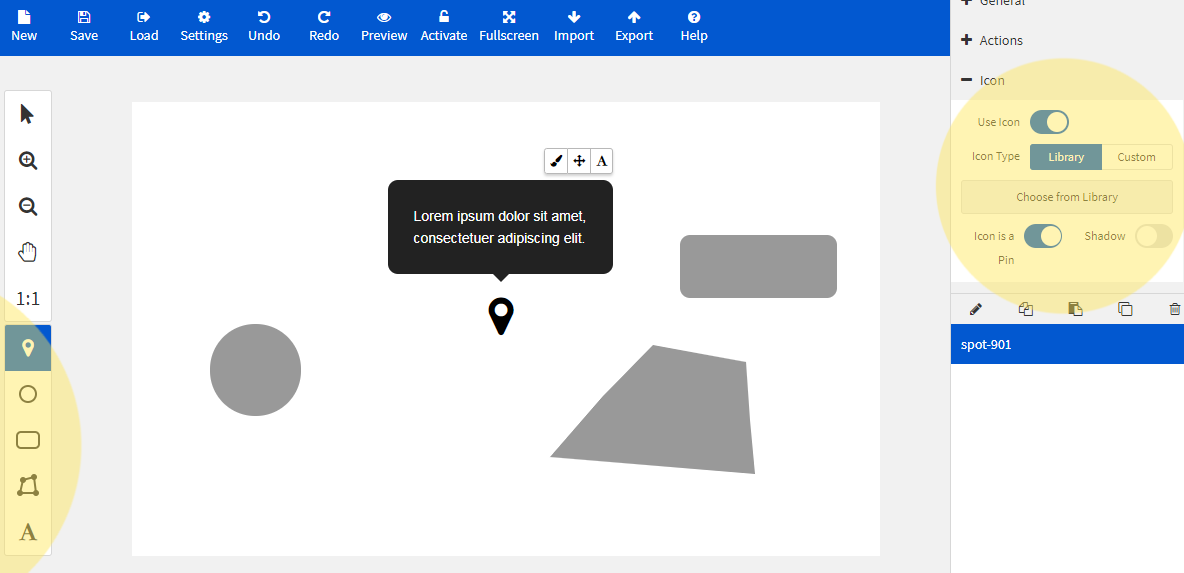 New Save Load Settings Undo Redo Preview Activate Fullscreen Import Export Help
General
Actions
Icon
Use Icon
Icon Type Library Custom
Choose from Library
Icon is a Pin Shadow
A
Lorem ipsum dolor sit amet,
consectetuer adipiscing elit.
1:1
A
spot-901